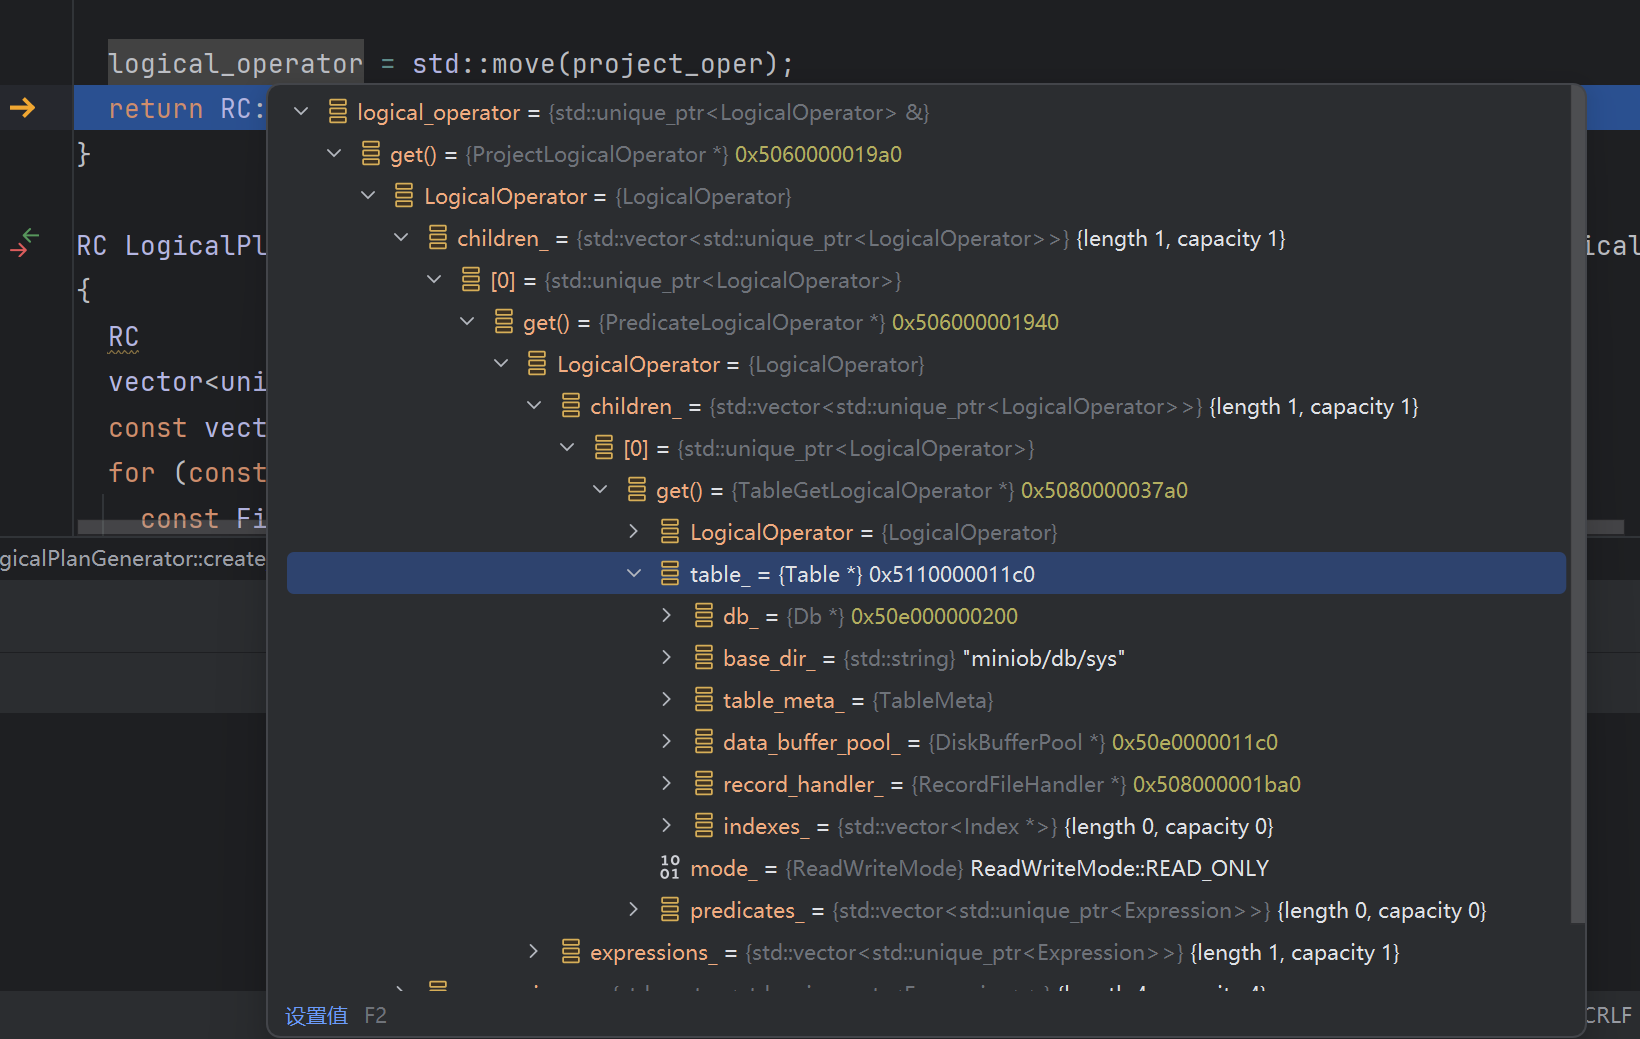 logical_operator = std::move(project_oper);
return RC:
logical_operator = {std::unique_ptr<LogicalOperator> &}
get() = {ProjectLogicalOperator *} 0x5060000019a0
}
LogicalOperator = {LogicalOperator}
children_ = {std::vector<std::unique_ptr<LogicalOperator>>} {length 1, capacity 1}
RC LogicalPl
ical
[0] = {std::unique_ptr<LogicalOperator>}
{
get() = {PredicateLogicalOperator *} 0x506000001940
RC
LogicalOperator = {LogicalOperator}
vector<uni
children_ = {std::vector<std::unique_ptr<LogicalOperator>>} {length 1, capacity 1}
const vect
[0] = {std::unique_ptr<LogicalOperator>}
for (const
get() = {TableGetLogicalOperator *} 0x5080000037a0
const Fi
LogicalOperator = {LogicalOperator}
gicalPlanGenerator::create
table_ = {Table *} 0x5110000011c0
db_ = {Db *} 0x50e000000200
base_dir_ = {std::string} "miniob/db/sys"
table_meta_ = {TableMeta}
data_buffer_pool_ = {DiskBufferPool *} 0x50e0000011c0
record_handler_ = {RecordFileHandler *} 0x508000001ba0
indexes_ = {std::vector<Index *>} {length 0, capacity 0}
mode_ = {ReadWriteMode} ReadWriteMode::READ_ONLY
predicates_ = {std::vector<std::unique_ptr<Expression>>} {length 0, capacity 0}
expressions_ = {std::vector<std::unique_ptr<Expression>>} {length 1, capacity 1}
设置值 F2
CRLF